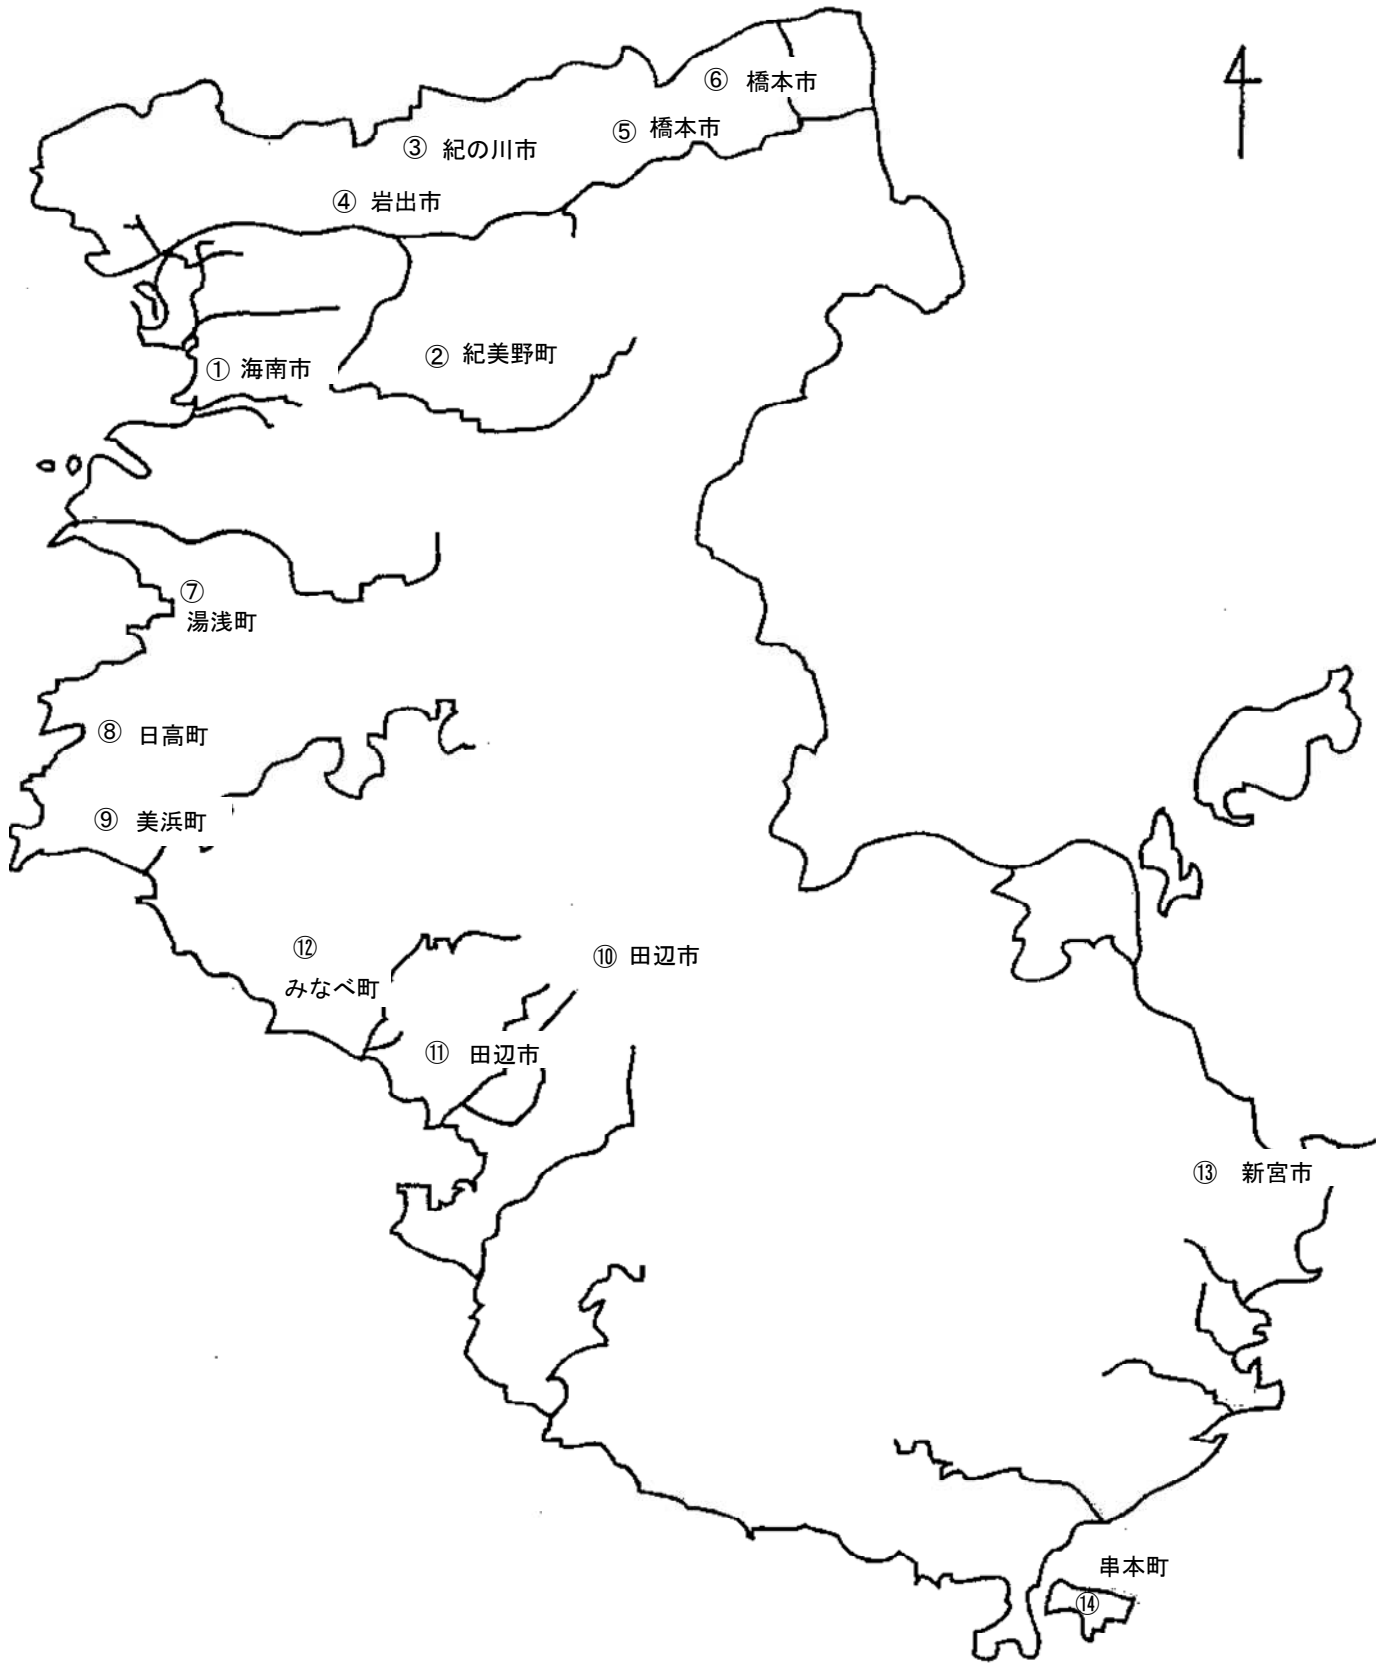 ⑥ 橋本市
⑤ 橋本市
③ 紀の川市
④ 岩出市
② 紀美野町
① 海南市
⑦
湯浅町
⑧ 日高町
⑨ 美浜町
⑫
みなべ町
⑩ 田辺市
⑪ 田辺市
⑬ 新宮市
串本町
⑭